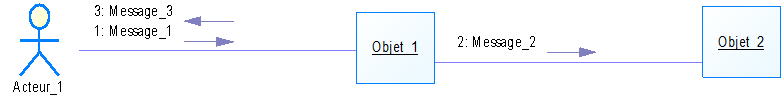 3: Message_3
1: Message_1
Acteur_1
Objet_1
2: Message_2
Objet_2